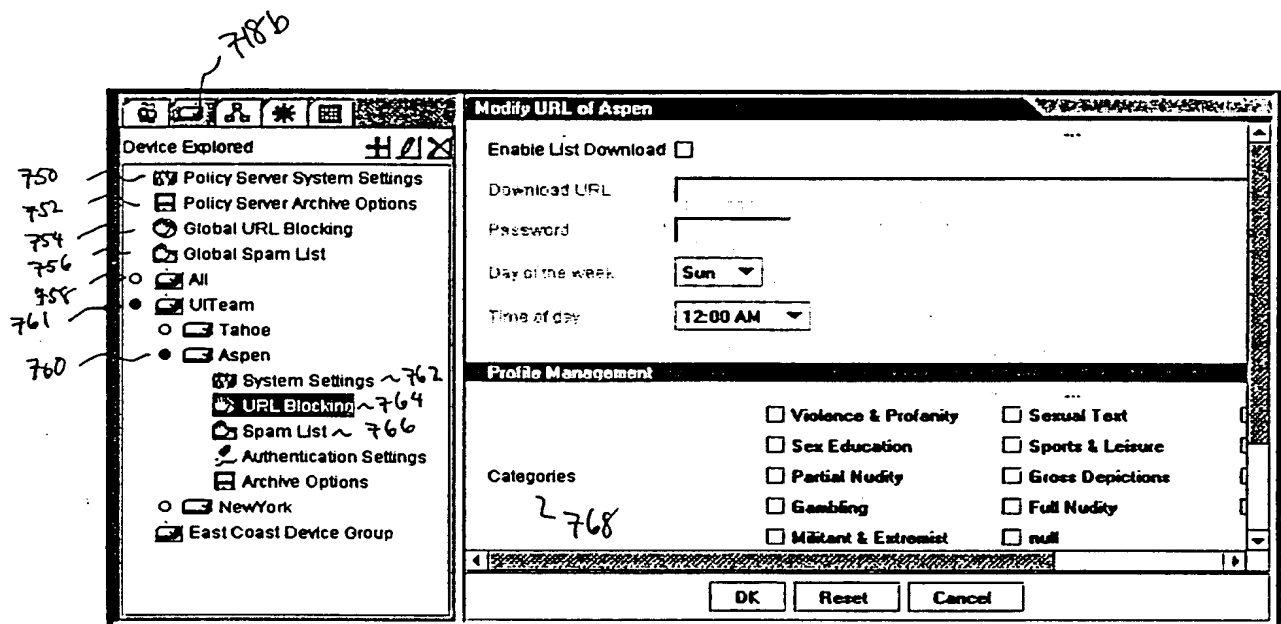 718b
Modify URL of Aspen
Device Explored
750 Policy Server System Settings
752 Policy Server Archive Options
754 Global URL Blocking
756 Global Spam List
758 All
761 UITeam
Tahoe
760 Aspen
System Settings ~762
URL Blocking ~764
Spam List ~ 766
Authentication Settings
Archive Options
NewYork
East Coast Device Group
Enable List Download
Download URL
Password
Day of the week Sun
Time of day 12:00 AM
Profile Management
Categories
768
Violence & Profanity Sexual Text
Sex Education Sports & Leisure
Partial Nudity Gross Depictions
Gambling Full Nudity
Militant & Extremist null
OK Reset Cancel